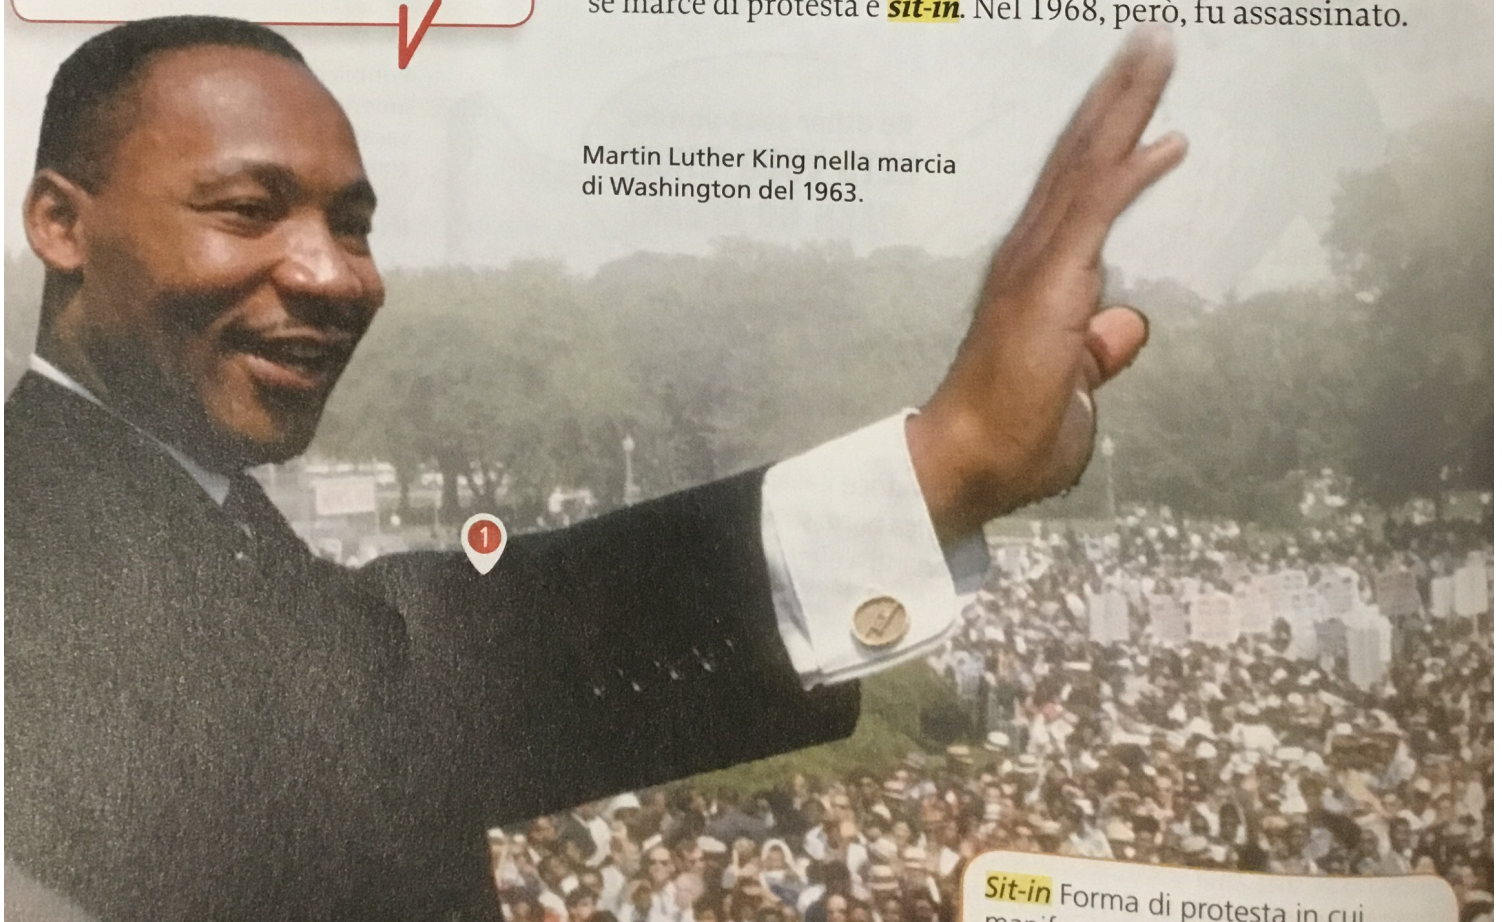 se marce di protesta e sit-in. Nel 1968, però, fu assassinato.
Martin Luther King nella marcia
di Washington del 1963.
1
Sit-in Forma di protesta in cui